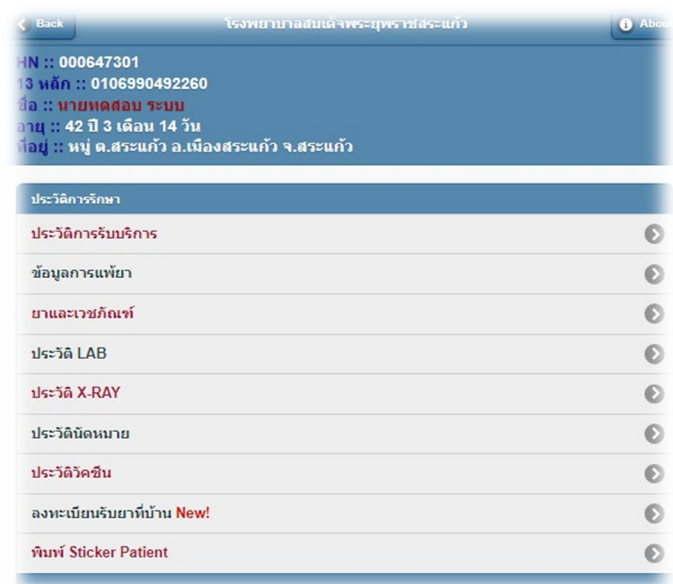 Back
โรงพยาบาลสมเด็จพระยุพราชสระแก้ว
About
HN :: 000647301
13 หลัก :: 0106990492260
ชื่อ :: นายทดสอบ ระบบ
อายุ :: 42 ปี 3 เดือน 14 วัน
ที่อยู่ :: หมู่ ต.สระแก้ว อ.เมืองสระแก้ว จ.สระแก้ว
ประวัติการรักษา
ประวัติการรับบริการ
ข้อมูลการแพ้ยา
ยาและเวชภัณฑ์
ประวัติ LAB
ประวัติ X-RAY
ประวัตินัดหมาย
ประวัติวัคซีน
ลงทะเบียนรับยาที่บ้าน New!
พิมพ์ Sticker Patient